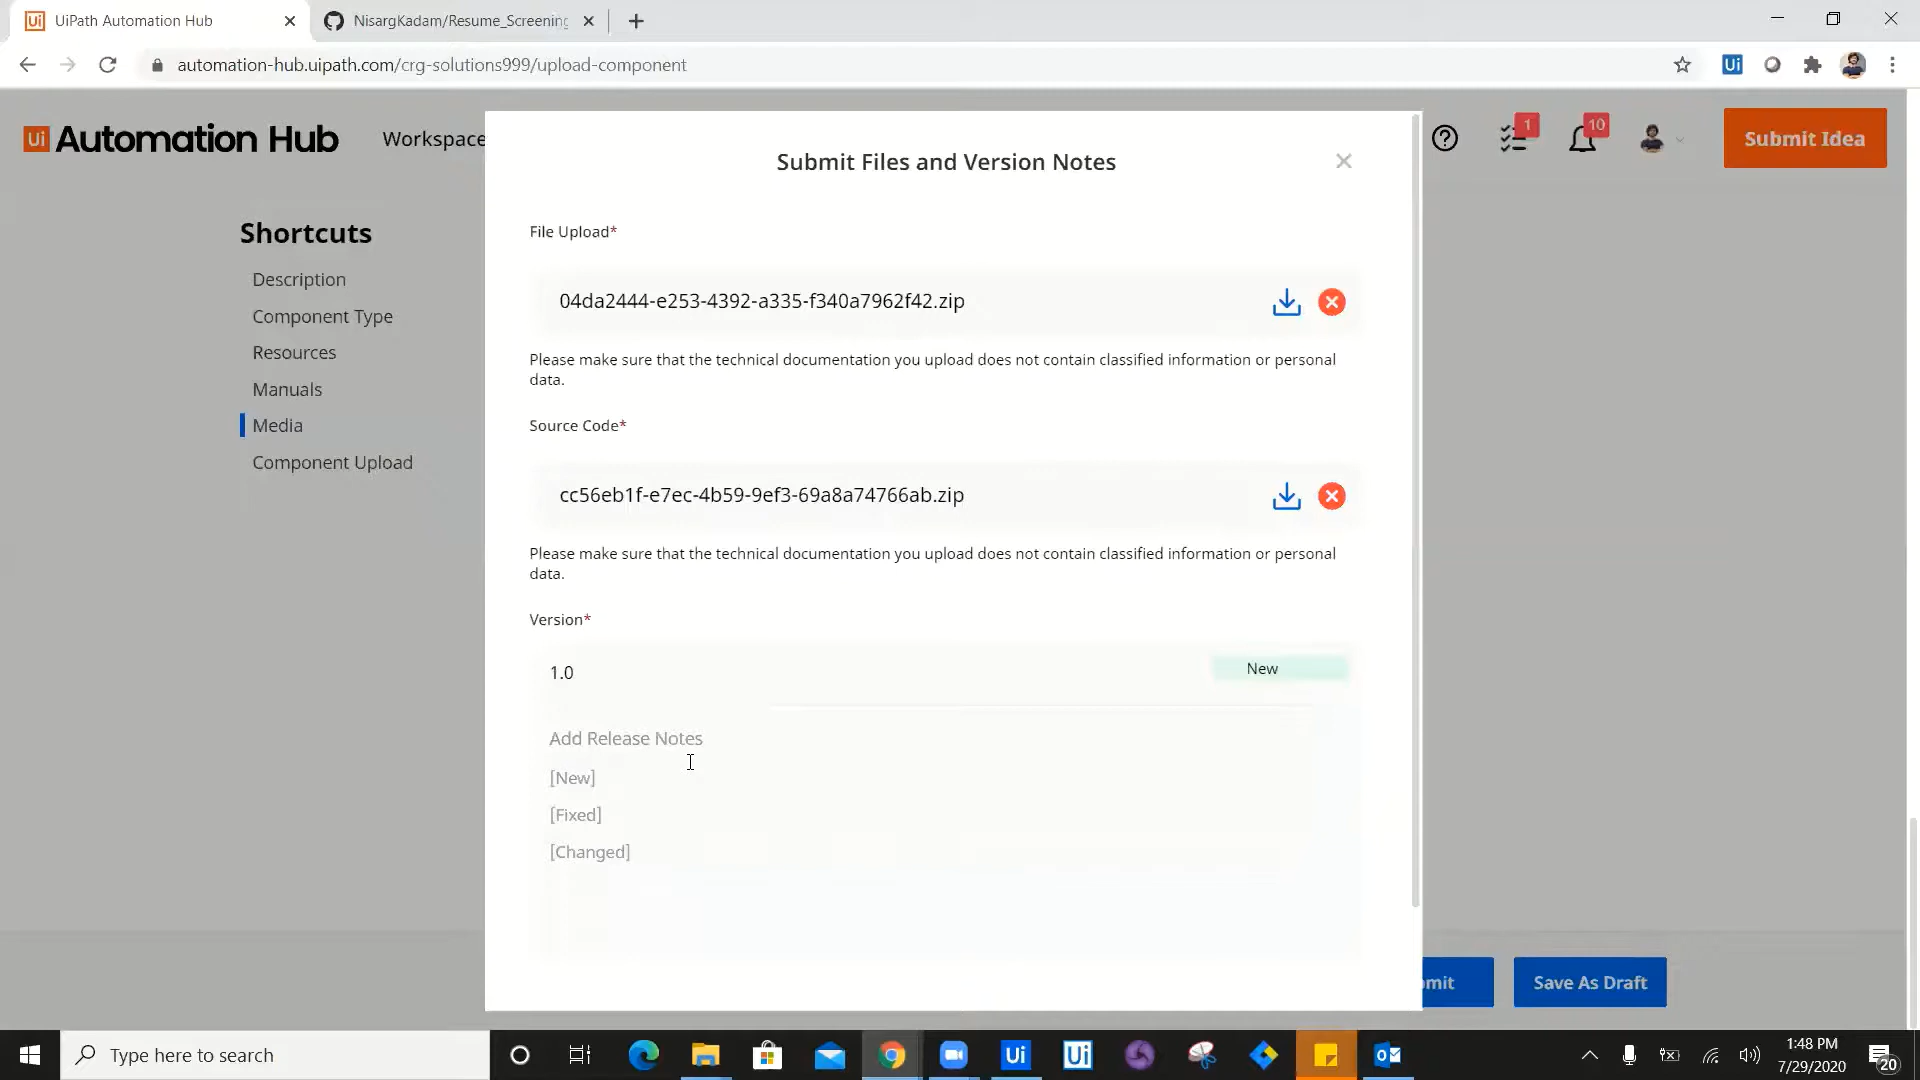 Ui UiPath Automation Hub
NisargKadam/Resume_Screening
automation-hub.uipath.com/crg-solutions999/upload-component
Ui
Ui Automation Hub
Workspace
1
10
Submit Idea
Shortcuts
Description
Component Type
Resources
Manuals
Media
Component Upload
Submit Files and Version Notes
File Upload*
04da2444-e253-4392-a335-f340a7962f42.zip
Please make sure that the technical documentation you upload does not contain classified information or personal
data.
Source Code*
cc56eb1f-e7ec-4b59-9ef3-69a8a74766ab.zip
Please make sure that the technical documentation you upload does not contain classified information or personal
data.
Version*
1.0
New
Add Release Notes
[New]
[Fixed]
[Changed]
mit
Save As Draft
Type here to search
Ui
Ui
1:48 PM
7/29/2020
20